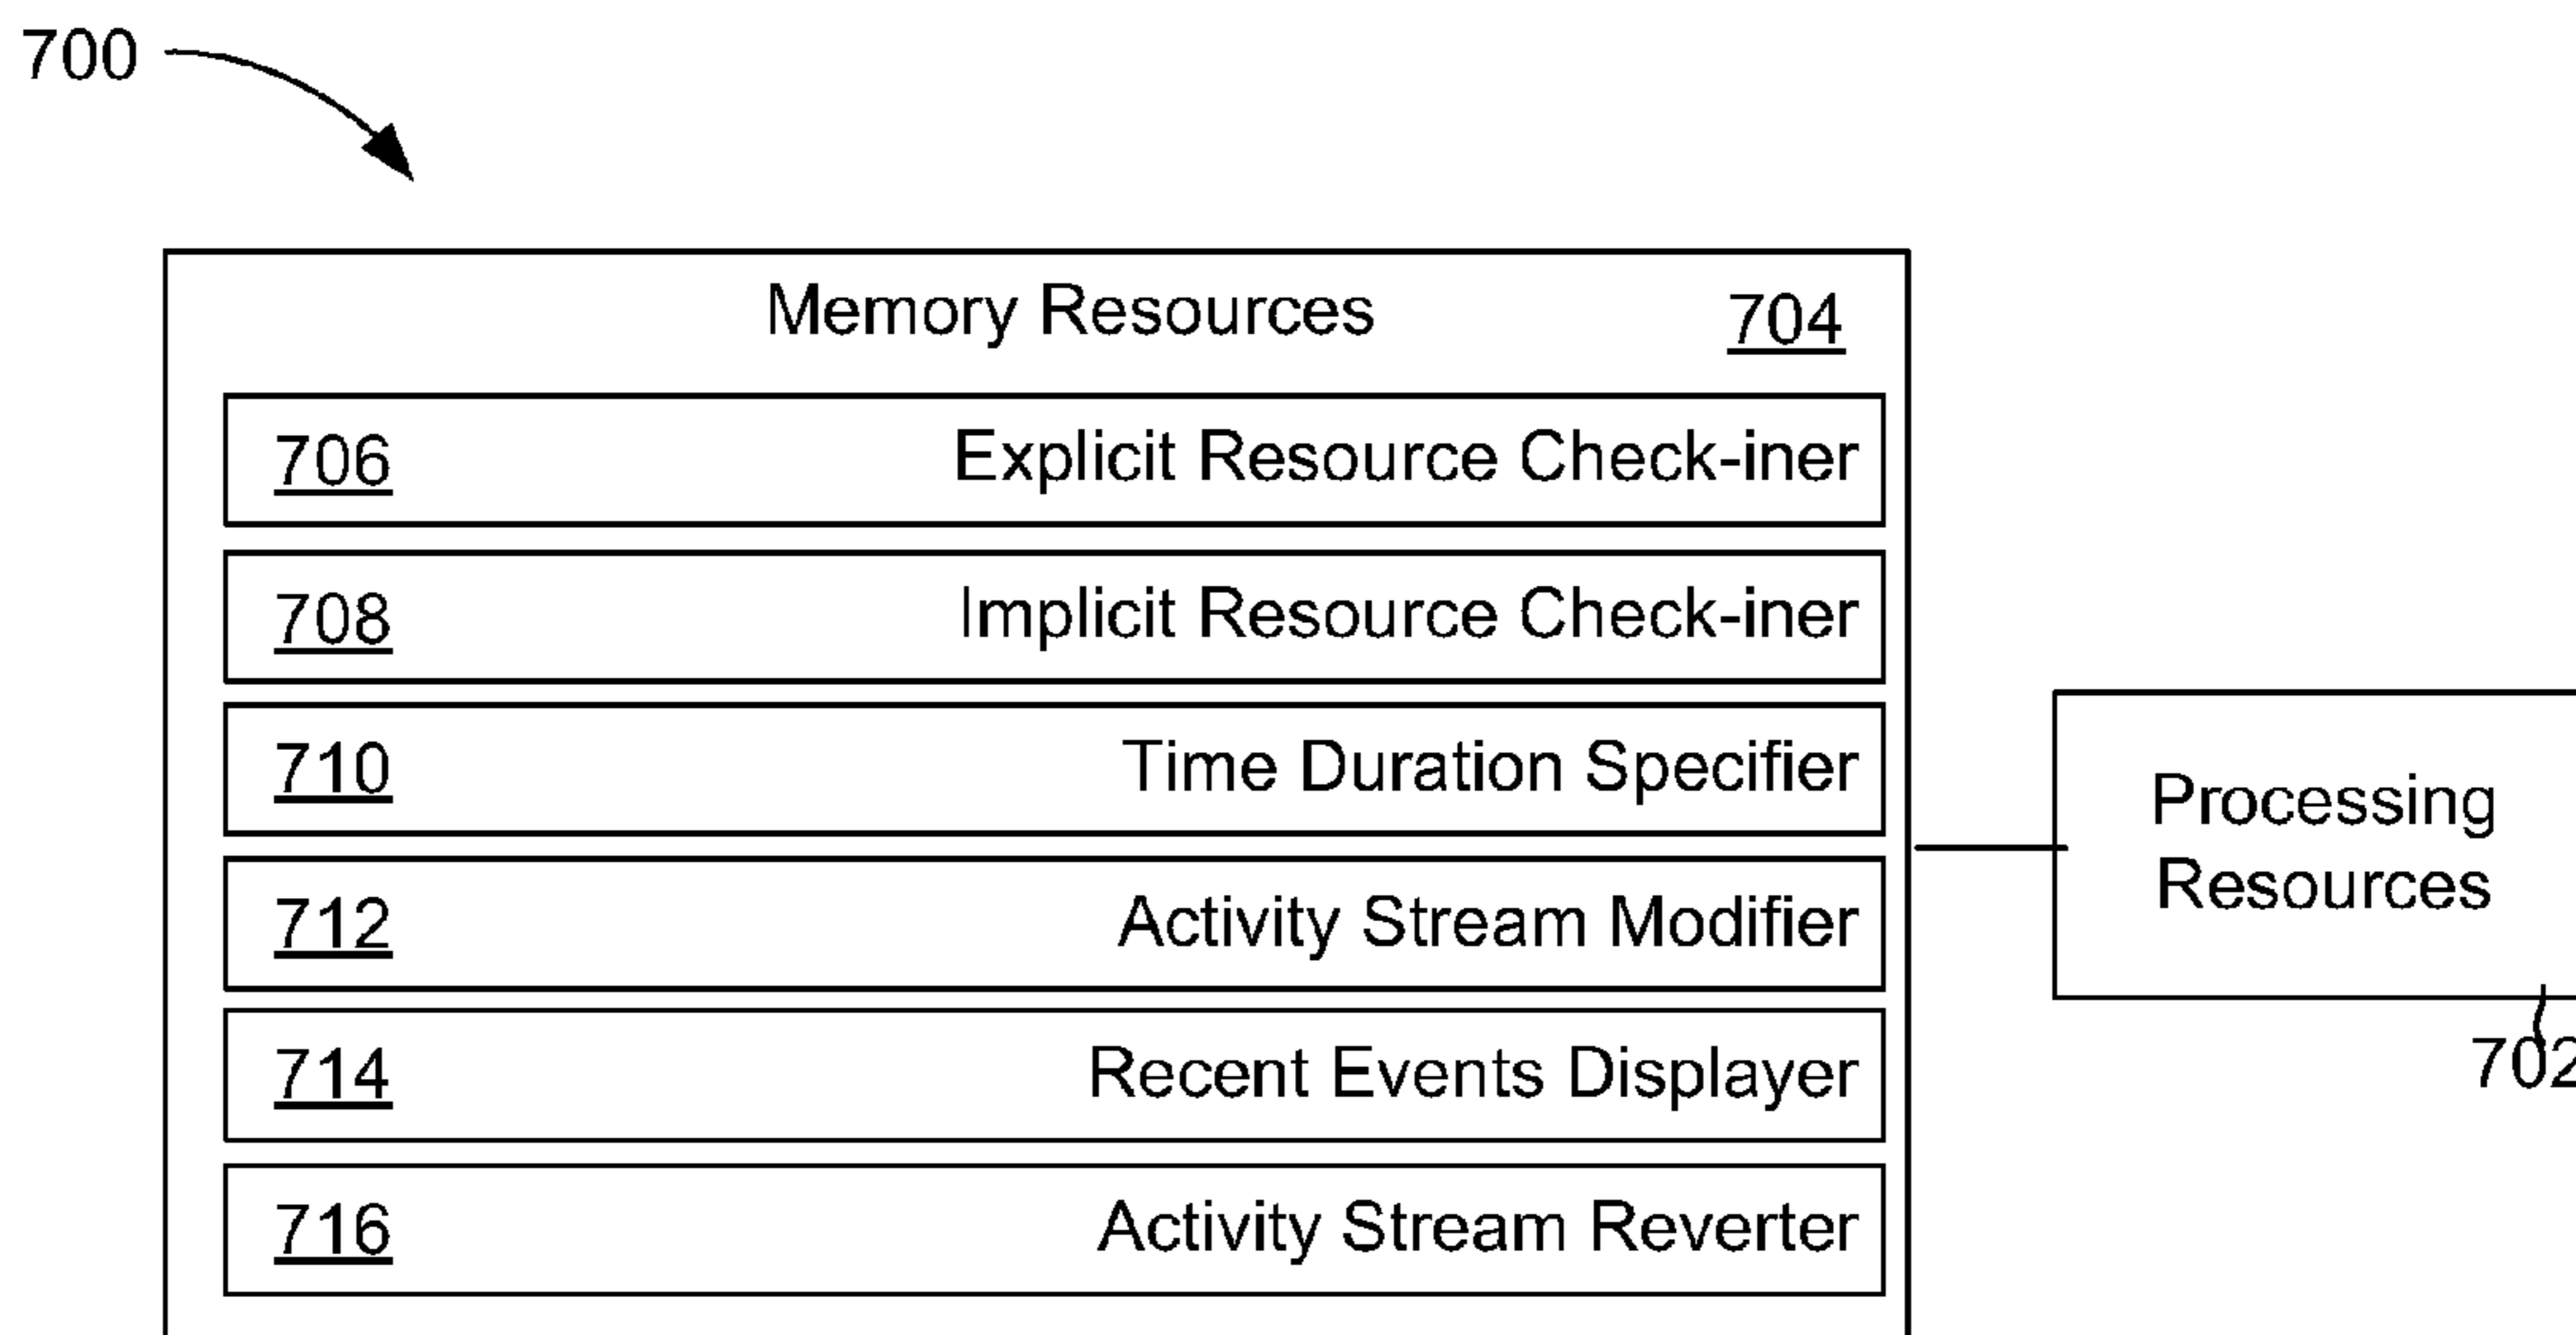 700
Memory Resources 704
706 Explicit Resource Check-iner
708 Implicit Resource Check-iner
710 Time Duration Specifier
712 Activity Stream Modifier
714 Recent Events Displayer
716 Activity Stream Reverter
Processing
Resources
702